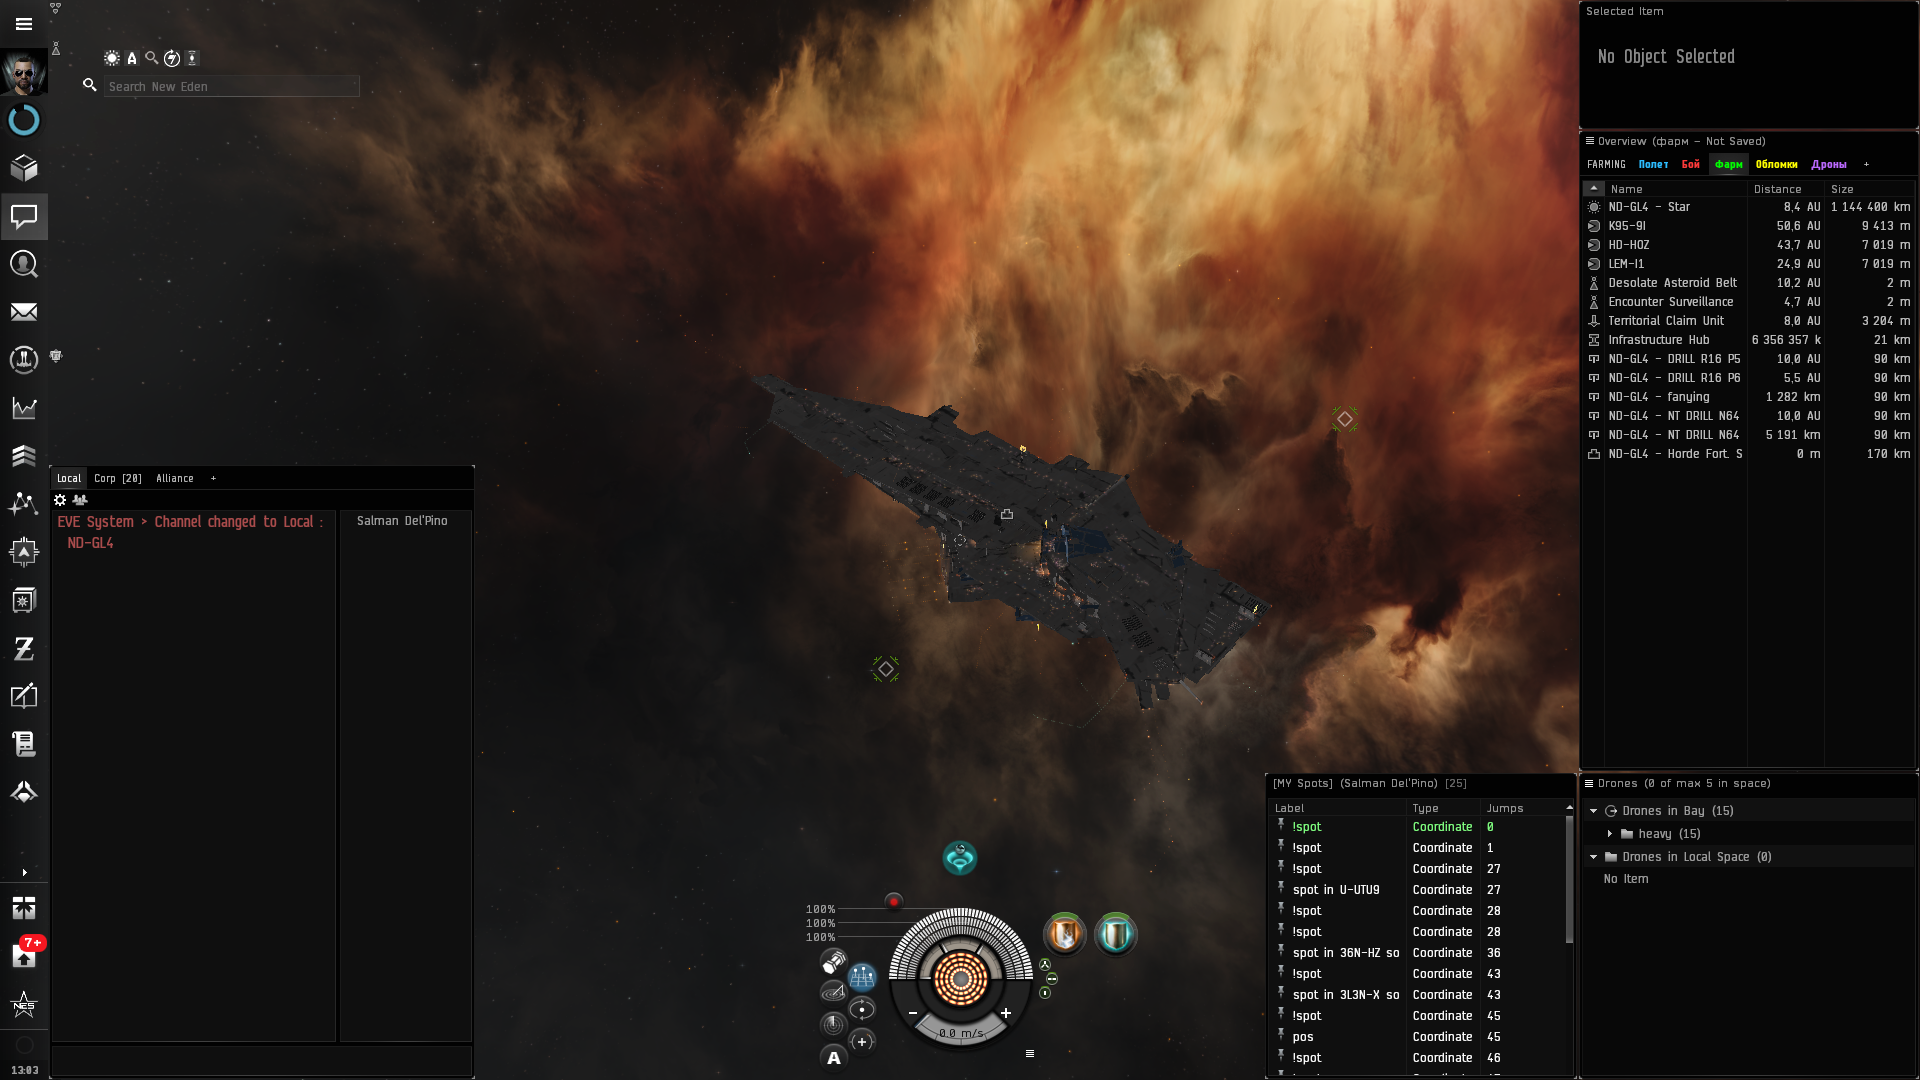 Search New Eden
Selected Item
No Object Selected
Overview (фарм - Not Saved)
FARMING Полет Бой Фарм Обломки Дроны +
Name Distance Size
ND-GL4 - Star 8,4 AU 1 144 400 km
K95-9I 50,6 AU 9 413 m
HD-HOZ 43,7 AU 7 019 m
LEM-I1 24,9 AU 7 019 m
Desolate Asteroid Belt 10,2 AU 2 m
Encounter Surveillance 4,7 AU 2 m
Territorial Claim Unit 8,0 AU 3 204 m
Infrastructure Hub 6 356 357 k 21 km
ND-GL4 - DRILL R16 P5 10,0 AU 90 km
ND-GL4 - DRILL R16 P6 5,5 AU 90 km
ND-GL4 - fanying 1 282 km 90 km
ND-GL4 - NT DRILL N64 10,0 AU 90 km
ND-GL4 - NT DRILL N64 5 191 km 90 km
ND-GL4 - Horde Fort. S 0 m 170 km
Local Corp [20] Alliance +
EVE System > Channel changed to Local :
ND-GL4
Salman Del'Pino
[MY Spots] (Salman Del'Pino) [25]
Label Type Jumps
!spot Coordinate 0
!spot Coordinate 1
!spot Coordinate 27
spot in U-UTU9 Coordinate 27
!spot Coordinate 28
!spot Coordinate 28
spot in 36N-HZ so Coordinate 36
!spot Coordinate 43
spot in 3L3N-X so Coordinate 43
!spot Coordinate 45
pos Coordinate 45
!spot Coordinate 46
Drones (0 of max 5 in space)
Drones in Bay (15)
heavy (15)
Drones in Local Space (0)
No Item
100%
100%
100%
0.0 m/s
A
A
7+
NES
13:03